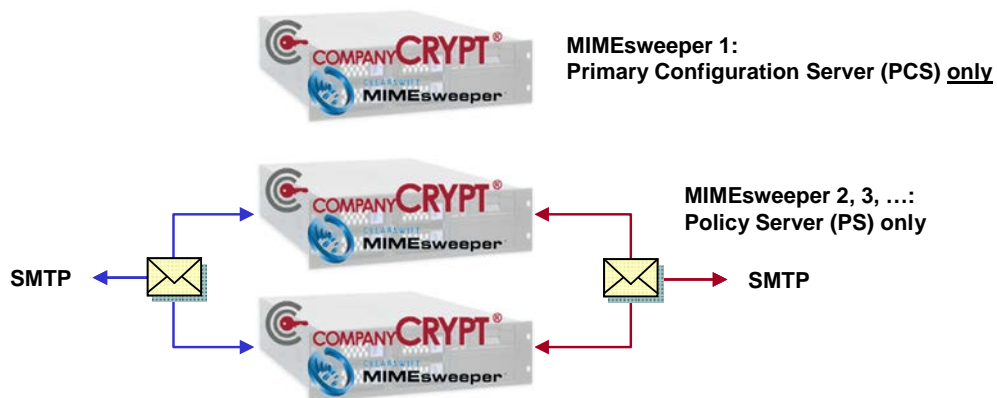 COMPANYCRYPT®
CLEARSWIFT
MIMEsweeper
MIMEsweeper 1:
Primary Configuration Server (PCS) only
COMPANYCRYPT®
CLEARSWIFT
MIMEsweeper
MIMEsweeper 2, 3, …:
Policy Server (PS) only
SMTP
SMTP
COMPANYCRYPT®
CLEARSWIFT
MIMEsweeper